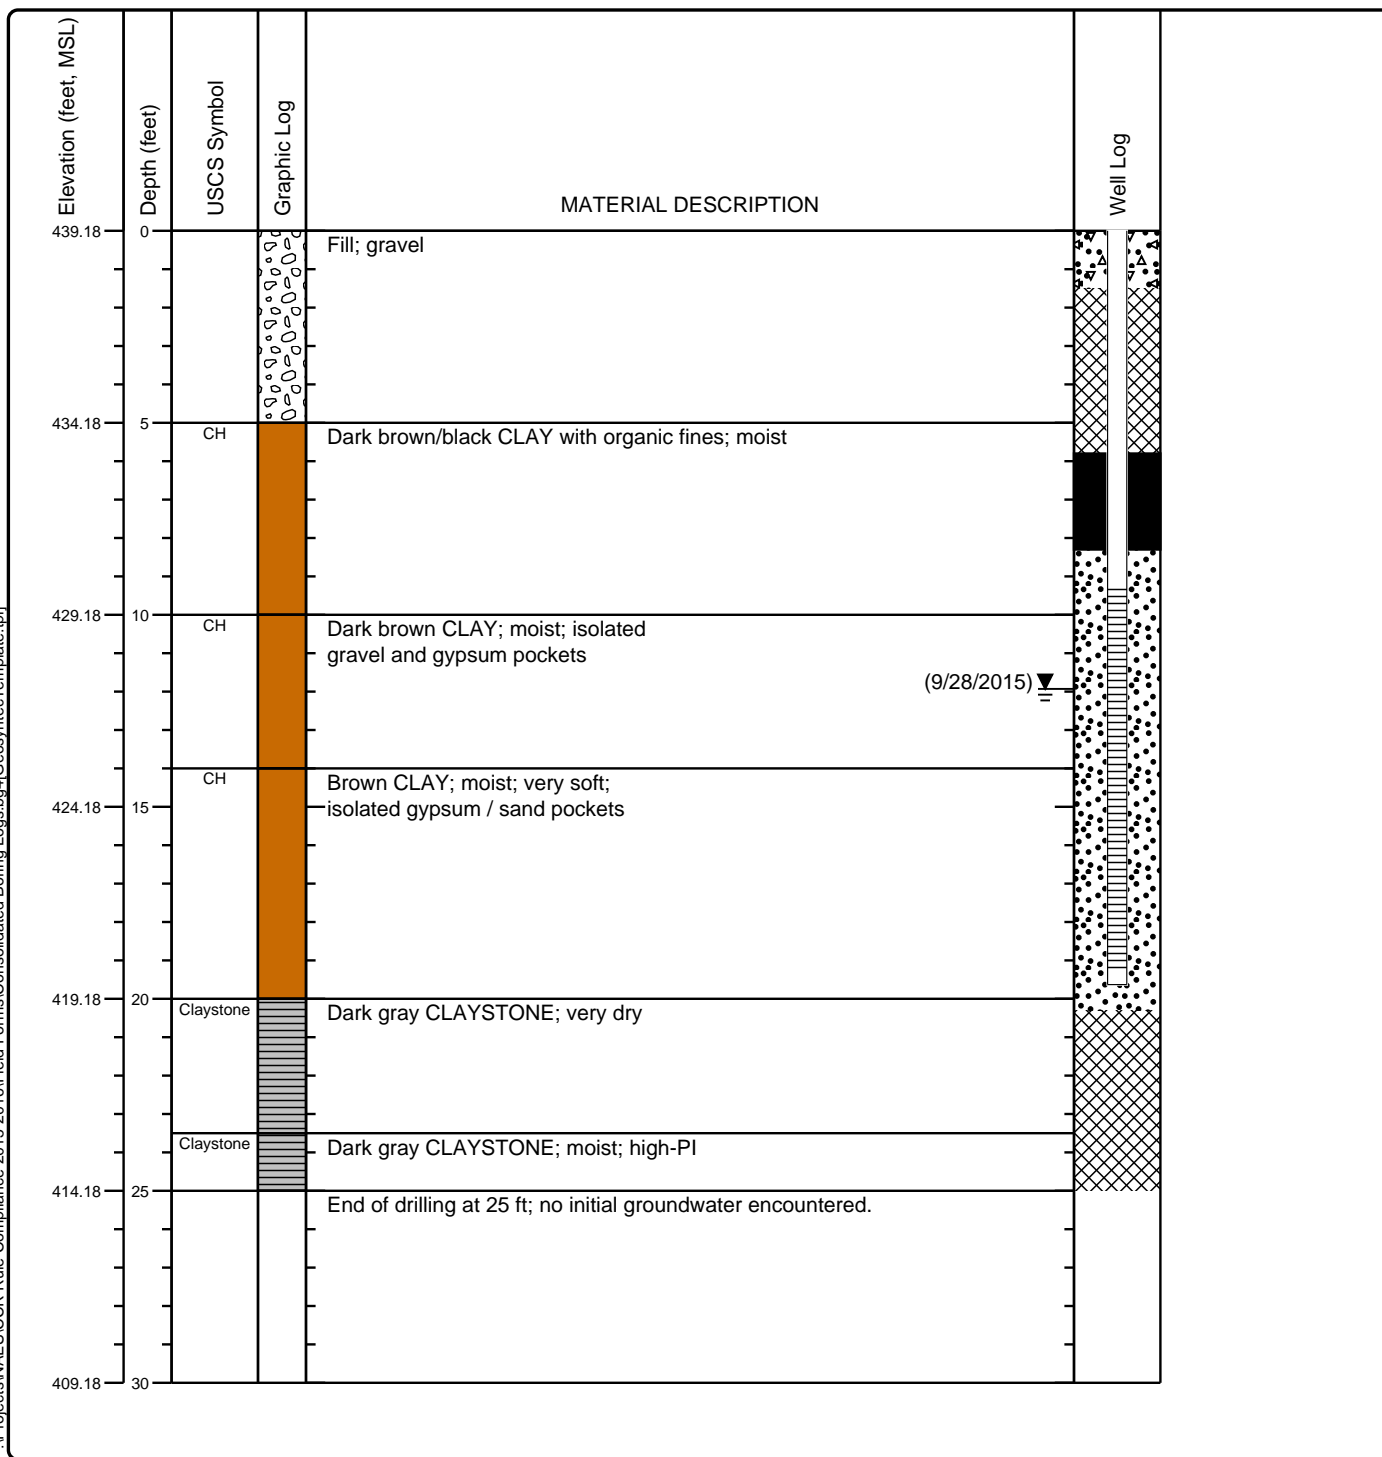 Elevation (feet, MSL)
Depth (feet)
USCS Symbol
Graphic Log
MATERIAL DESCRIPTION
Well Log
439.18 0
Fill; gravel
434.18 5
CH
Dark brown/black CLAY with organic fines; moist
429.18 10
CH
Dark brown CLAY; moist; isolated
gravel and gypsum pockets
(9/28/2015)
CH
Brown CLAY; moist; very soft;
424.18 15
isolated gypsum / sand pockets
419.18 20
Claystone
Dark gray CLAYSTONE; very dry
Claystone
Dark gray CLAYSTONE; moist; high-PI
414.18 25
End of drilling at 25 ft; no initial groundwater encountered.
409.18 30